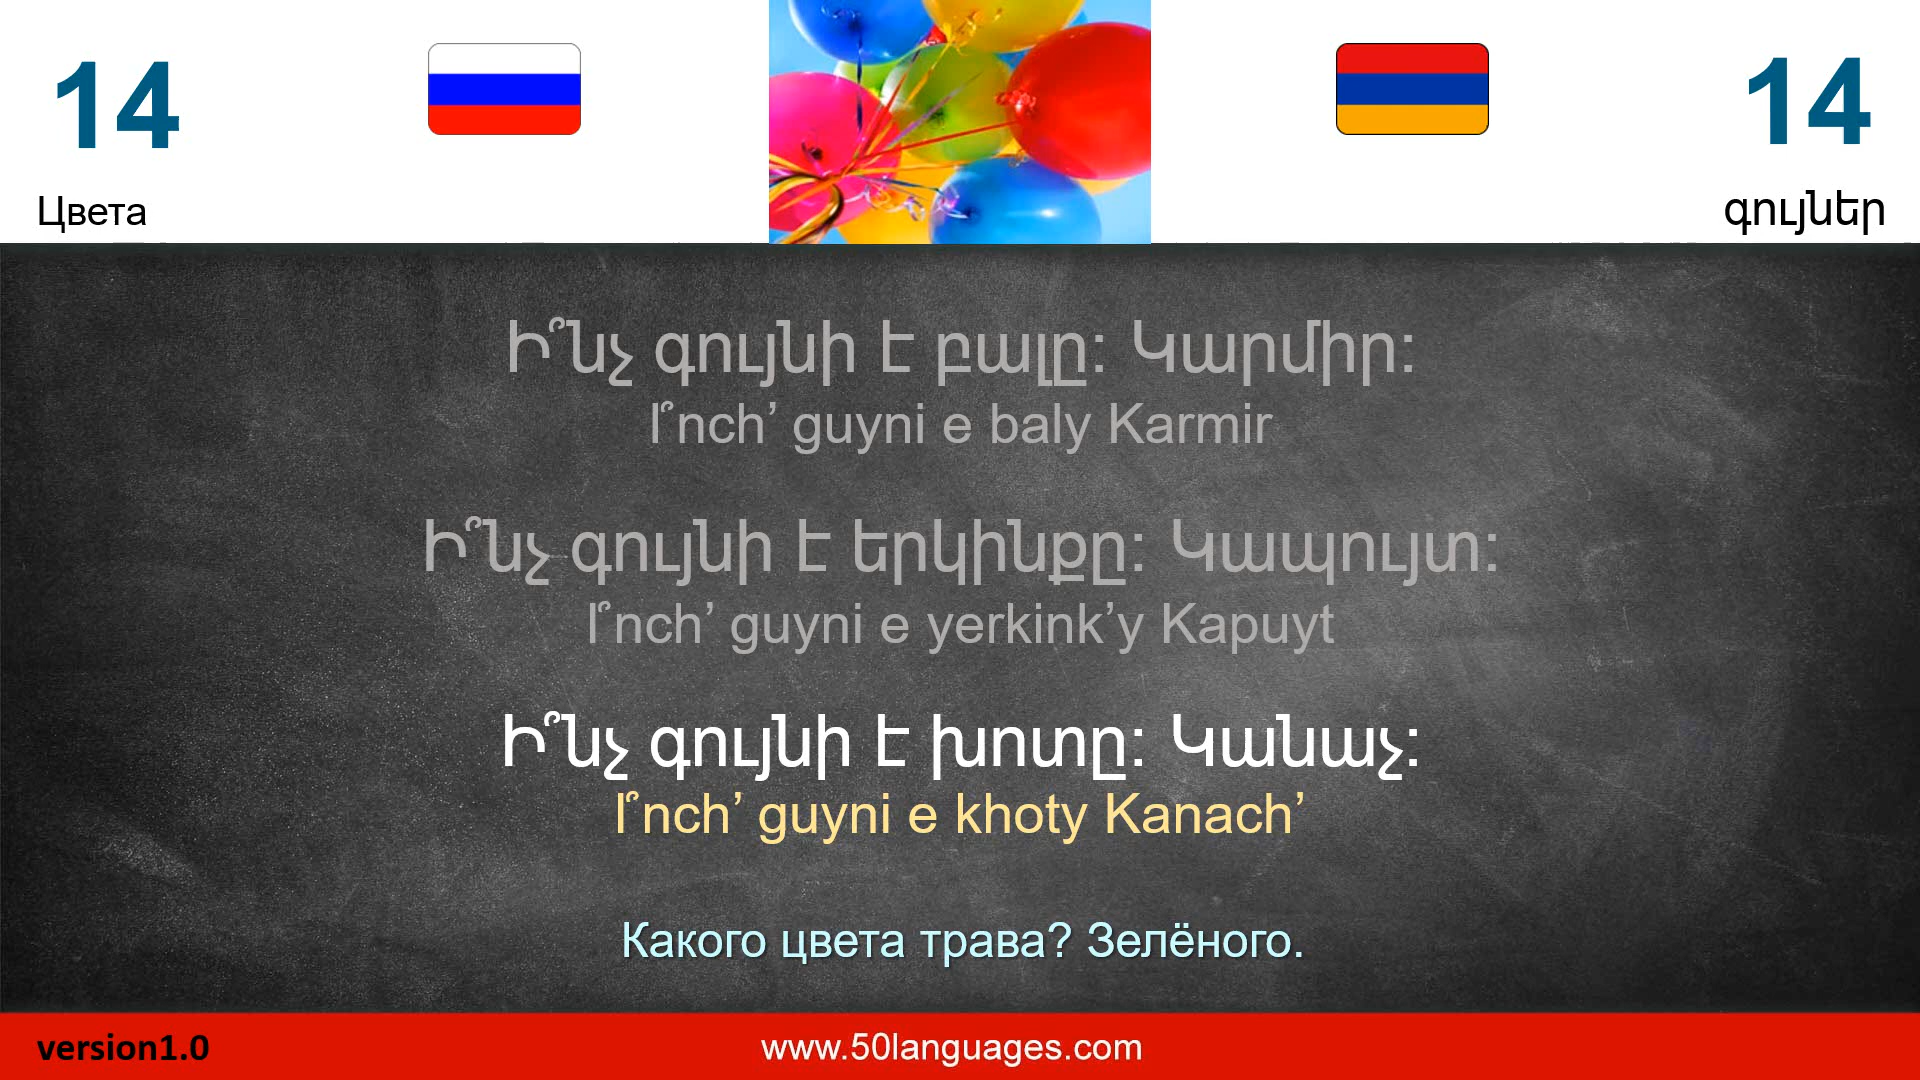 14
14
Цвета
գույներ
Ի՞նչ գույնի է բալը: Կարմիր:
I՞nch’ guyni e baly Karmir
Ի՞նչ գույնի է երկինքը: Կապույտ:
I՞nch’ guyni e yerkink’y Kapuyt
Ի՞նչ գույնի է խոտը: Կանաչ:
I՞nch’ guyni e khoty Kanach’
Какого цвета трава? Зелёного.
version1.0
www.50languages.com